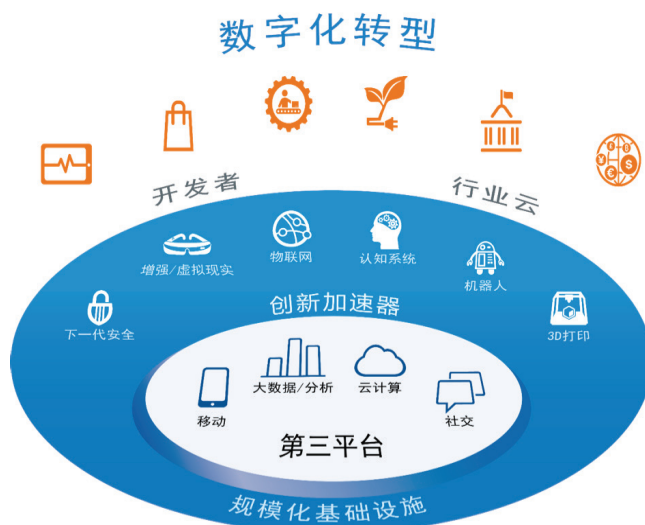 数字化转型
开发者
行业云
增强/虚拟现实
物联网
认知系统
机器人
下一代安全
3D打印
创新加速器
移动
大数据/分析
云计算
社交
第三平台
规模化基础设施